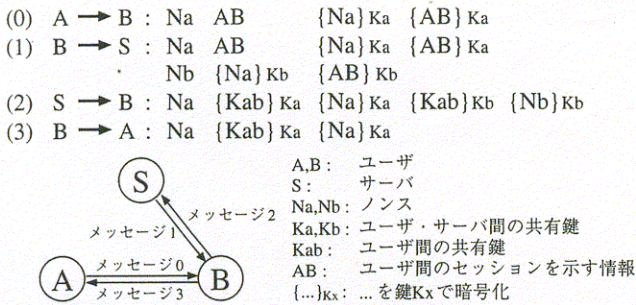 (0) A → B : Na AB {Na}Ka {AB}Ka
(1) B → S : Na AB {Na}Ka {AB}Ka
Nb {Na}Kb {AB}Kb
(2) S → B : Na {Kab}Ka {Na}Ka {Kab}Kb {Nb}Kb
(3) B → A : Na {Kab}Ka {Na}Ka
S
メッセージ2
メッセージ1
メッセージ0
A
B
メッセージ3
A,B : ユーザ
S : サーバ
Na,Nb : ノンス
Ka,Kb : ユーザ・サーバ間の共有鍵
Kab : ユーザ間の共有鍵
AB : ユーザ間のセッションを示す情報
{...}Kx : ... を鍵Kxで暗号化